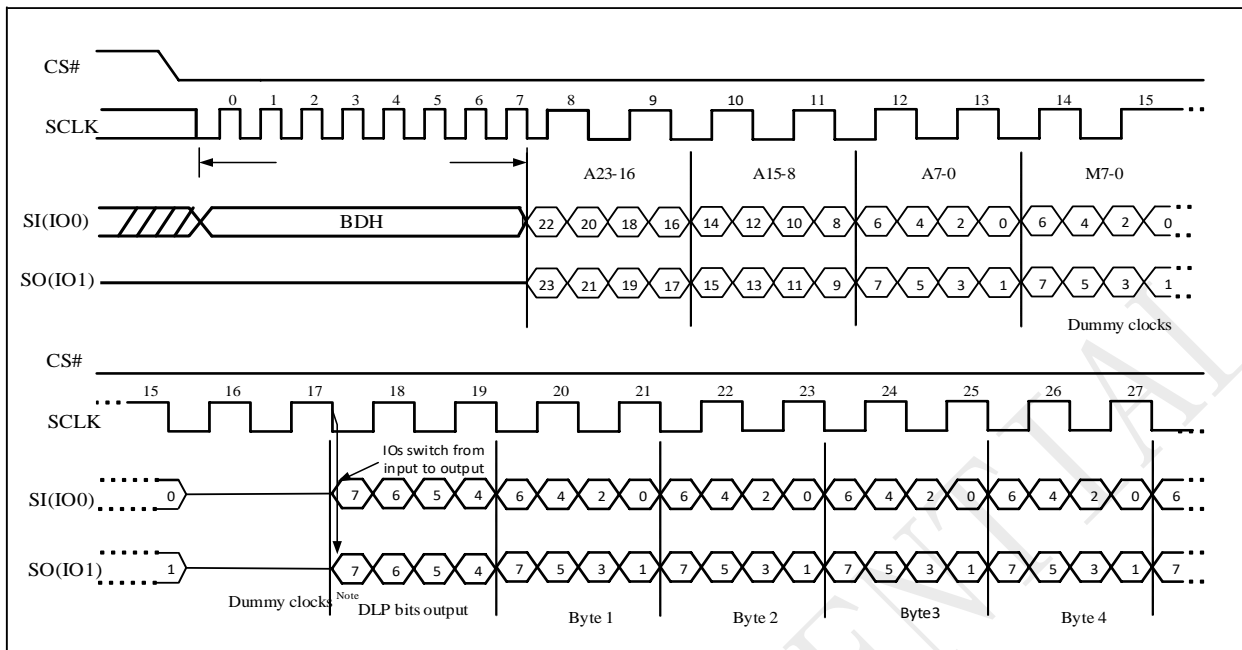 CS#
0 1 2 3 4 5 6 7 8 9 10 11 12 13 14 15
SCLK
A23-16 A15-8 A7-0 M7-0
SI(IO0) BDH 22 20 18 16 14 12 10 8 6 4 2 0 6 4 2 0
SO(IO1) 23 21 19 17 15 13 11 9 7 5 3 1 7 5 3 1
Dummy clocks
CS#
15 16 17 18 19 20 21 22 23 24 25 26 27
SCLK
IOs switch from
input to output
SI(IO0) 0 7 6 5 4 6 4 2 0 6 4 2 0 6 4 2 0 6 4 2 0 6
SO(IO1) 1 7 6 5 4 7 5 3 1 7 5 3 1 7 5 3 1 7 5 3 1 7
Dummy clocks Note DLP bits output Byte 1 Byte 2 Byte3 Byte 4